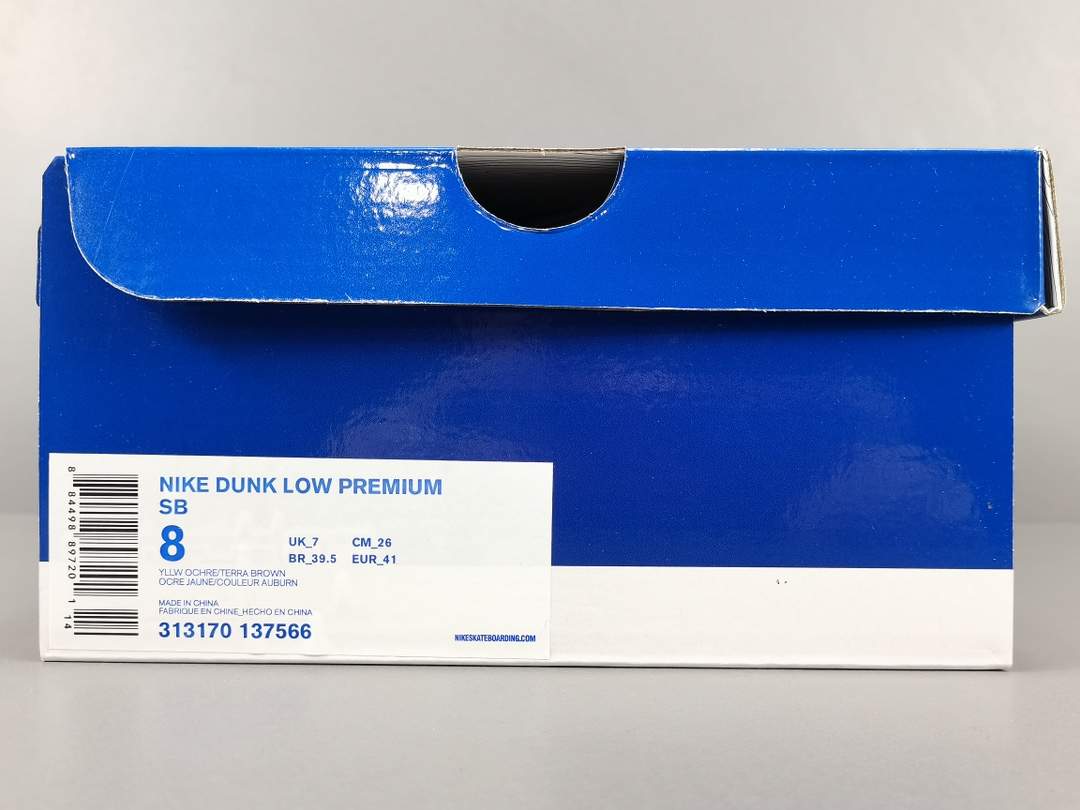 NIKE DUNK LOW PREMIUM
SB
8
UK_7 CM_26
BR_39.5 EUR_41
YLLW OCHRE/TERRA BROWN
OCRE JAUNE/COULEUR AUBURN
MADE IN CHINA
FABRIQUE EN CHINE_HECHO EN CHINA
313170 137566
NIKESKATEBOARDING.COM
8 84498 89720 1 14